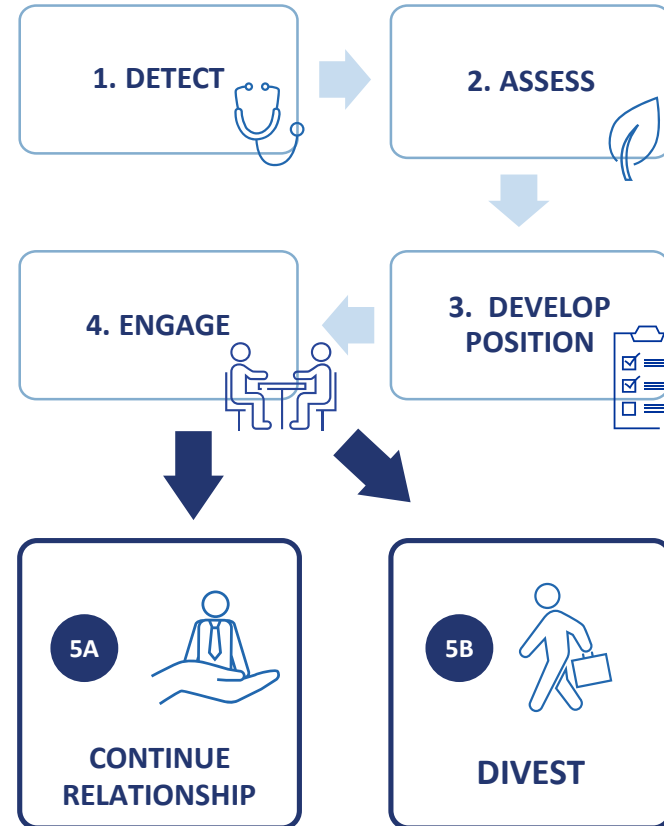 1. DETECT
2. ASSESS
3. DEVELOP
POSITION
4. ENGAGE
5A
CONTINUE
RELATIONSHIP
5B
DIVEST